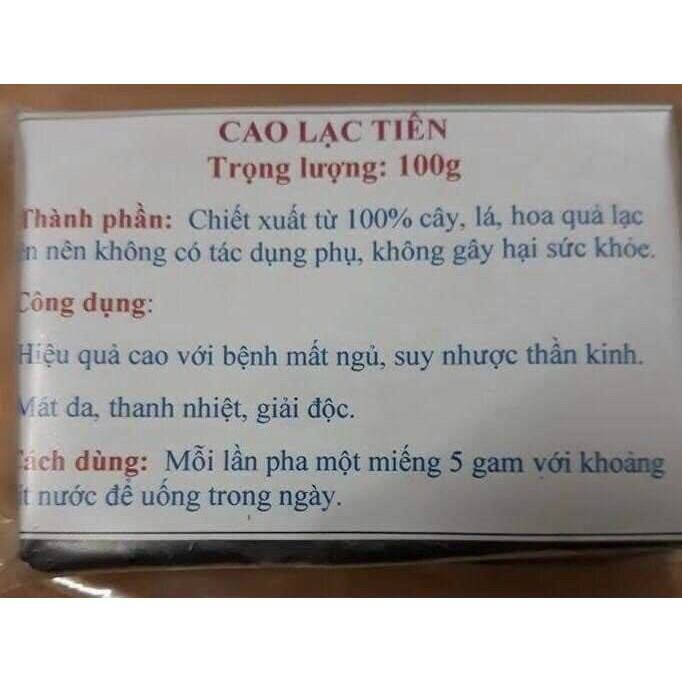 CAO LẠC TIÊN
Trọng lượng: 100g
Thành phần: Chiết xuất từ 100% cây, lá, hoa quả lạc
nên không có tác dụng phụ, không gây hại sức khỏe.
Công dụng:
Hiệu quả cao với bệnh mất ngủ, suy nhược thần kinh.
Mát da, thanh nhiệt, giải độc.
Cách dùng: Mỗi lần pha một miếng 5 gam với khoảng
nước để uống trong ngày.